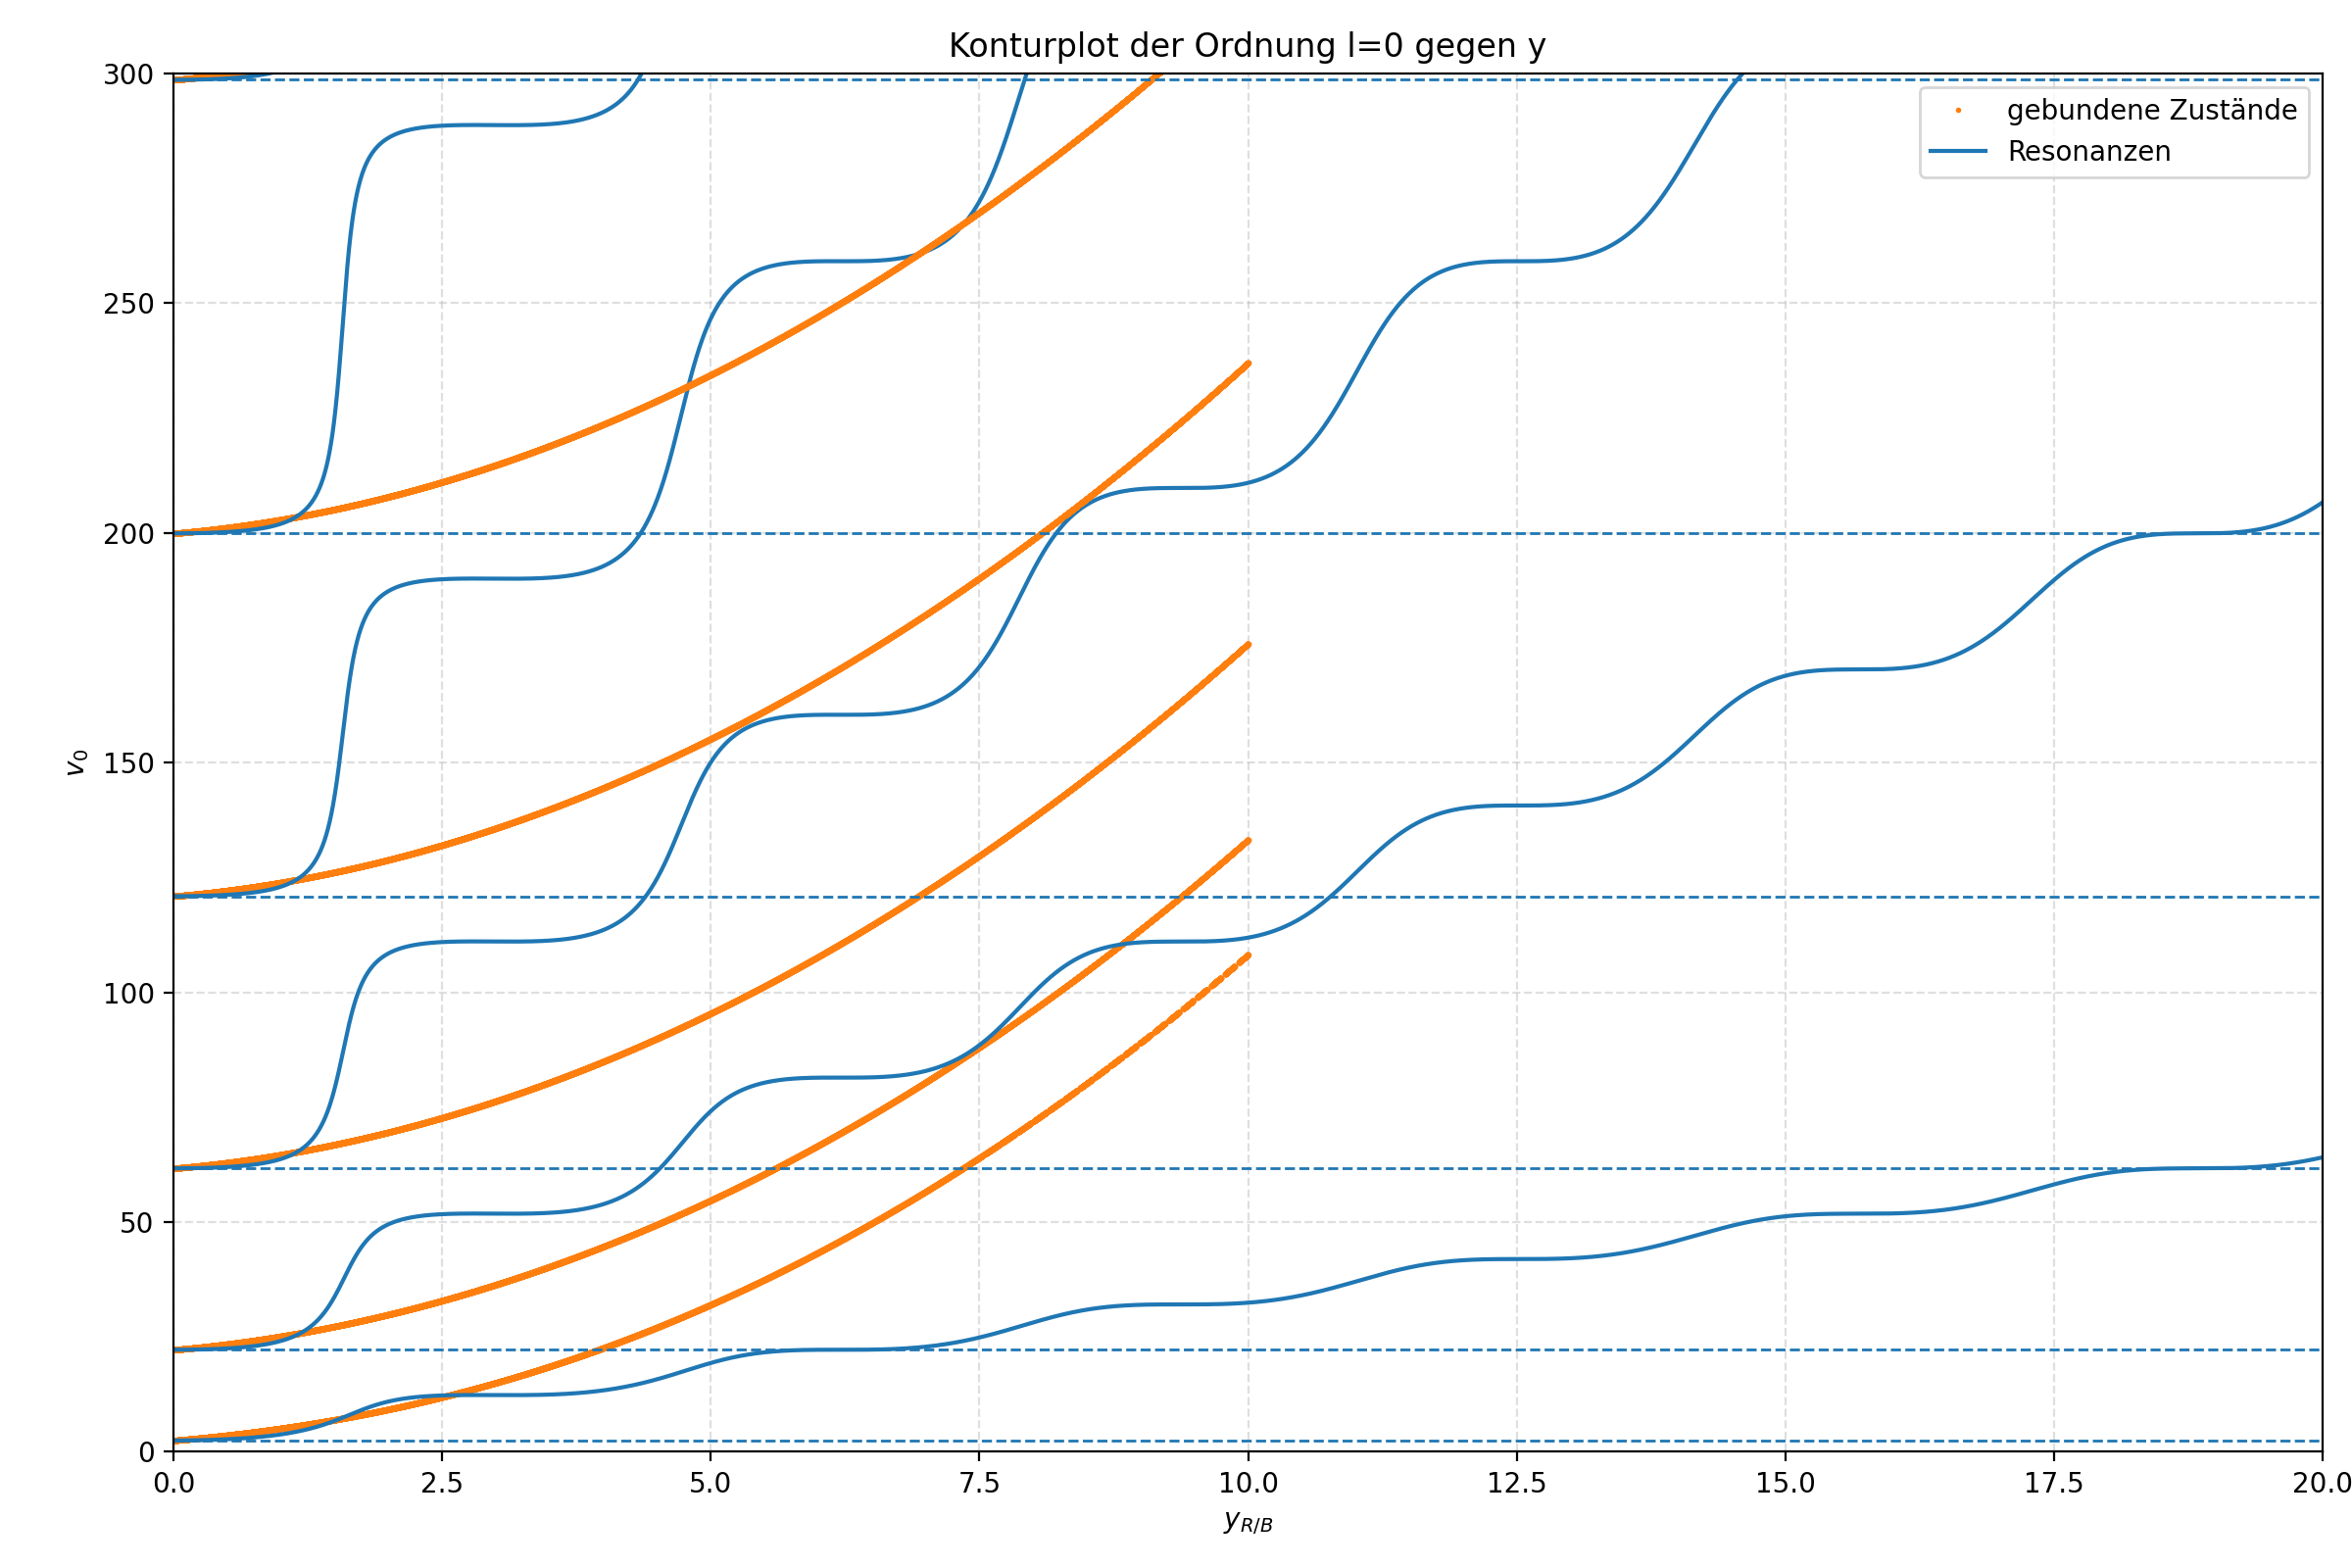 Konturplot der Ordnung l=0 gegen y
300
250
200
150
100
50
0
v₀
gebundene Zustände
Resonanzen
0.0 2.5 5.0 7.5 10.0 12.5 15.0 17.5 20.0
y_{R/B}